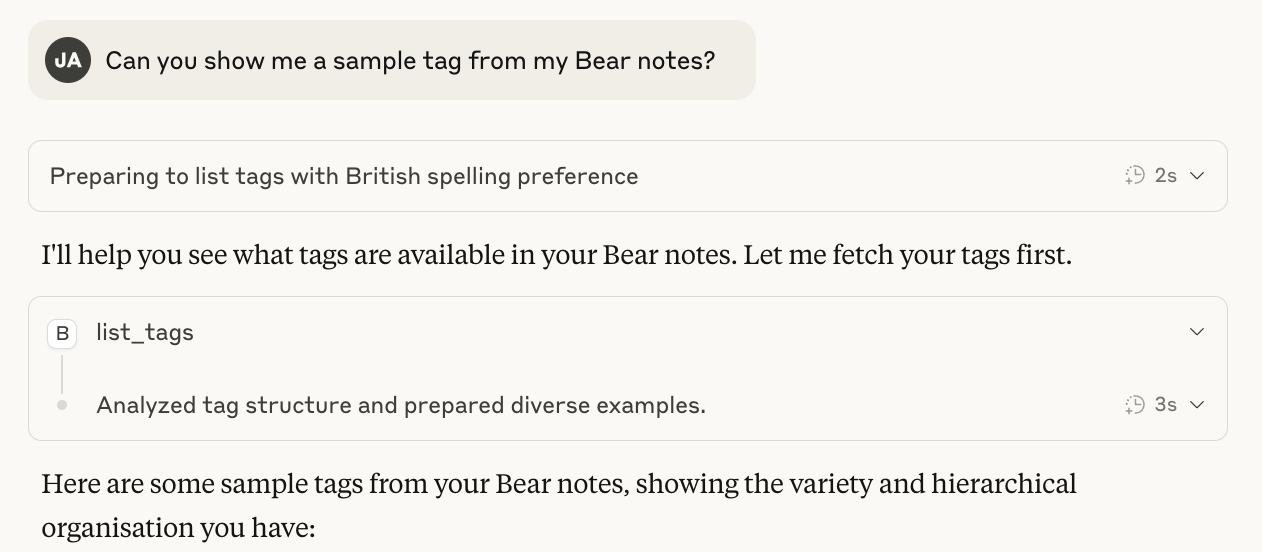 JA Can you show me a sample tag from my Bear notes?
Preparing to list tags with British spelling preference 2s
I'll help you see what tags are available in your Bear notes. Let me fetch your tags first.
B list_tags
Analyzed tag structure and prepared diverse examples. 3s
Here are some sample tags from your Bear notes, showing the variety and hierarchical
organisation you have: